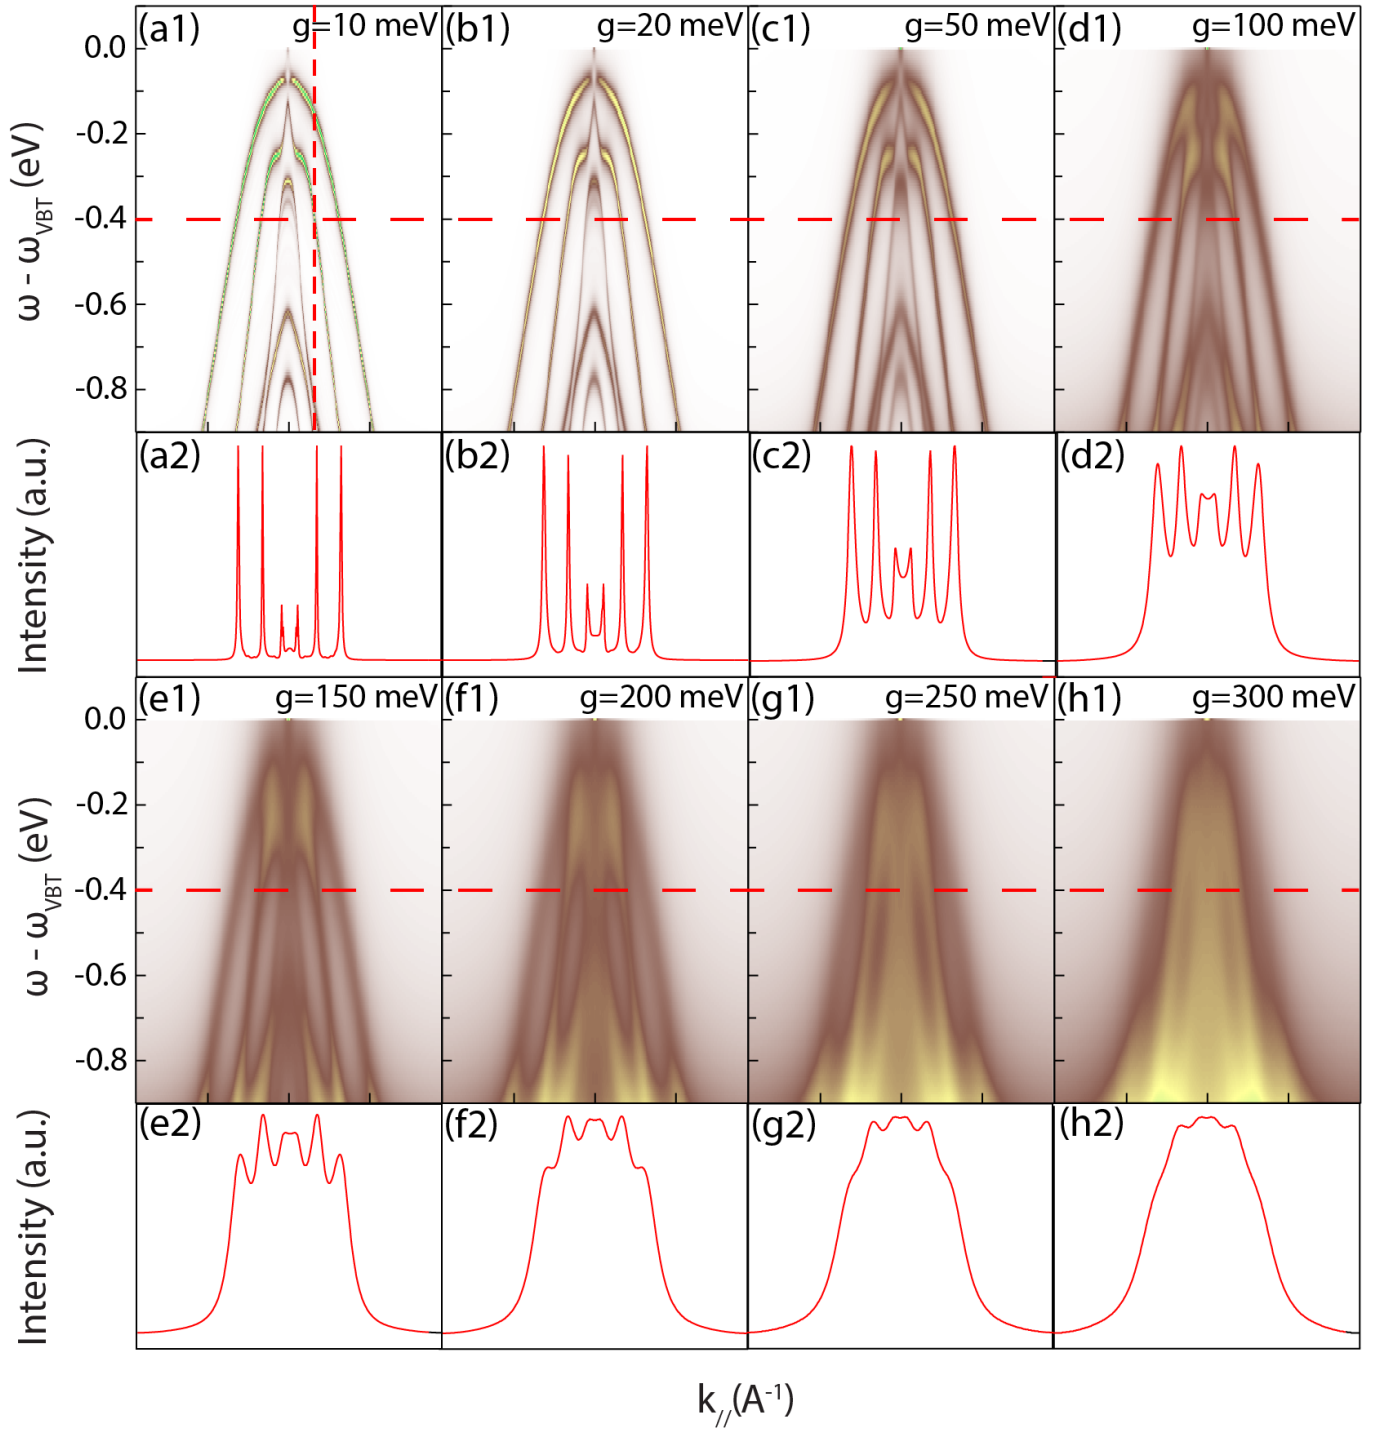 (a1) g=10 meV (b1) g=20 meV (c1) g=50 meV (d1) g=100 meV
0.0
-0.2
-0.4
-0.6
-0.8
ω - ω_VBT (eV)
(a2) (b2) (c2) (d2)
Intensity (a.u.)
(e1) g=150 meV (f1) g=200 meV (g1) g=250 meV (h1) g=300 meV
0.0
-0.2
-0.4
-0.6
-0.8
ω - ω_VBT (eV)
(e2) (f2) (g2) (h2)
Intensity (a.u.)
k_//(A⁻¹)